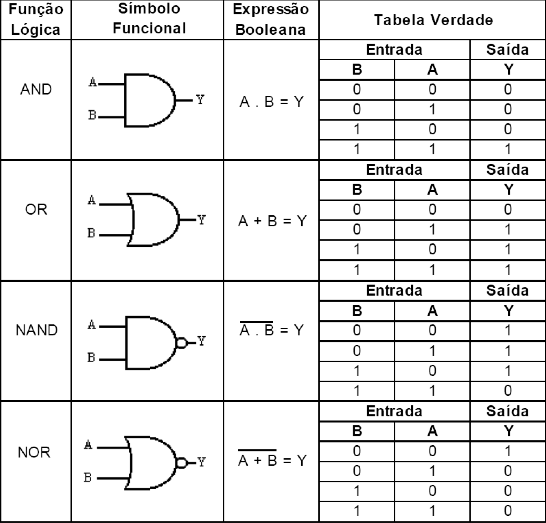 Função Lógica Símbolo Funcional Expressão Booleana Tabela Verdade
Entrada Saída
B A Y
AND A B Y A . B = Y
0 0 0
0 1 0
1 0 0
1 1 1
Entrada Saída
B A Y
OR A B Y A + B = Y
0 0 0
0 1 1
1 0 1
1 1 1
Entrada Saída
B A Y
NAND A B Y A̅ ̅.̅ ̅B̅ = Y
0 0 1
0 1 1
1 0 1
1 1 0
Entrada Saída
B A Y
NOR A B Y A̅ ̅+̅ ̅B̅ = Y
0 0 1
0 1 0
1 0 0
1 1 0